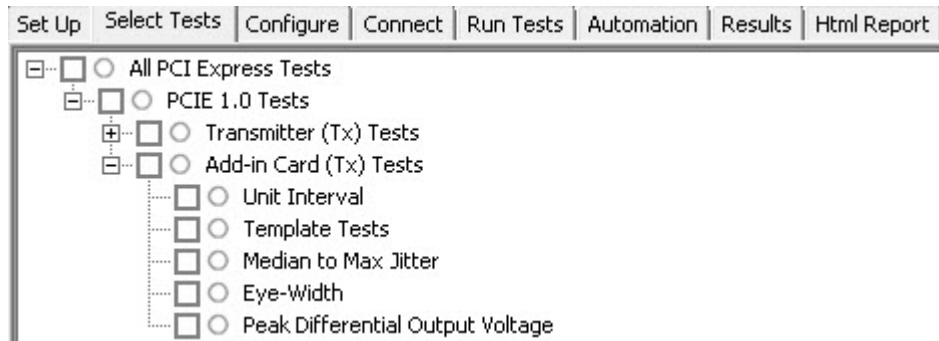 Set Up Select Tests Configure Connect Run Tests Automation Results Html Report
All PCI Express Tests
PCIE 1.0 Tests
Transmitter (Tx) Tests
Add-in Card (Tx) Tests
Unit Interval
Template Tests
Median to Max Jitter
Eye-Width
Peak Differential Output Voltage